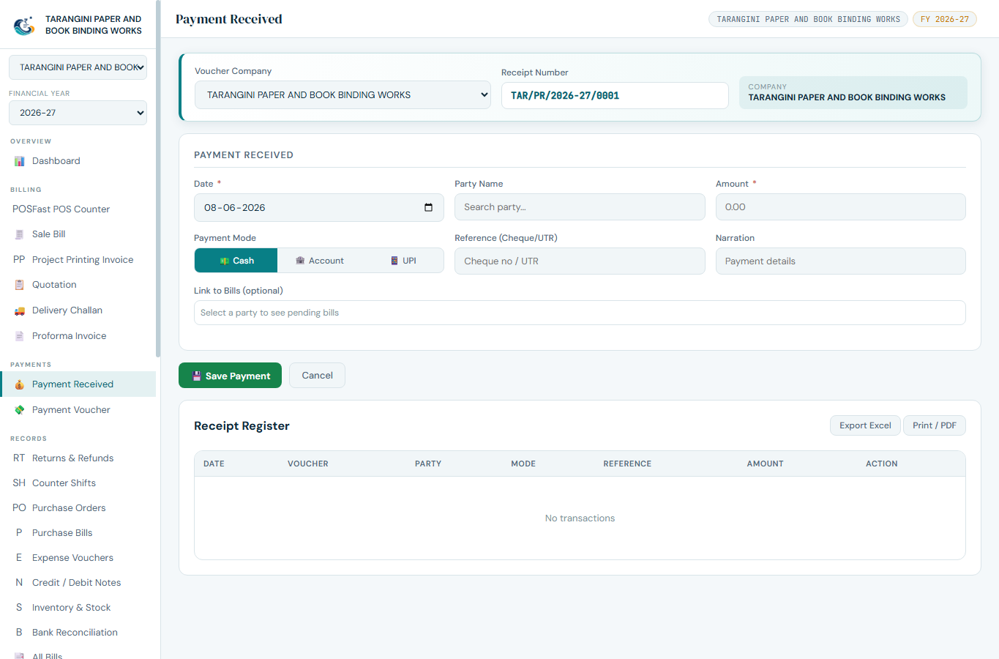 TARANGINI PAPER AND
BOOK BINDING WORKS
TARANGINI PAPER AND BOOK
FINANCIAL YEAR
2026-27
OVERVIEW
Dashboard
BILLING
POS Fast POS Counter
Sale Bill
PP Project Printing Invoice
Quotation
Delivery Challan
Proforma Invoice
PAYMENTS
Payment Received
Payment Voucher
RECORDS
RT Returns & Refunds
SH Counter Shifts
PO Purchase Orders
P Purchase Bills
E Expense Vouchers
N Credit / Debit Notes
S Inventory & Stock
B Bank Reconciliation
All Bills
Payment Received
TARANGINI PAPER AND BOOK BINDING WORKS
FY 2026-27
Voucher Company
TARANGINI PAPER AND BOOK BINDING WORKS
Receipt Number
TAR/PR/2026-27/0001
COMPANY
TARANGINI PAPER AND BOOK BINDING WORKS
PAYMENT RECEIVED
Date *
08-06-2026
Party Name
Search party...
Amount *
0.00
Payment Mode
Cash
Account
UPI
Reference (Cheque/UTR)
Cheque no / UTR
Narration
Payment details
Link to Bills (optional)
Select a party to see pending bills
Save Payment
Cancel
Receipt Register
Export Excel
Print / PDF
DATE VOUCHER PARTY MODE REFERENCE AMOUNT ACTION
No transactions